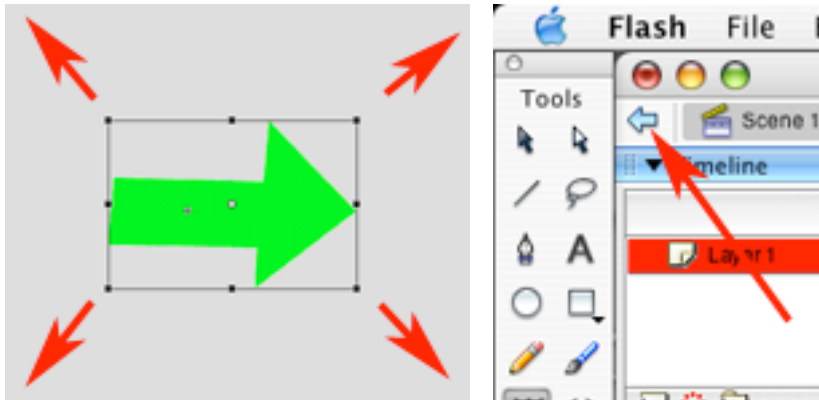 Flash File
Tools
Scene 1
Timeline
A
Layer 1